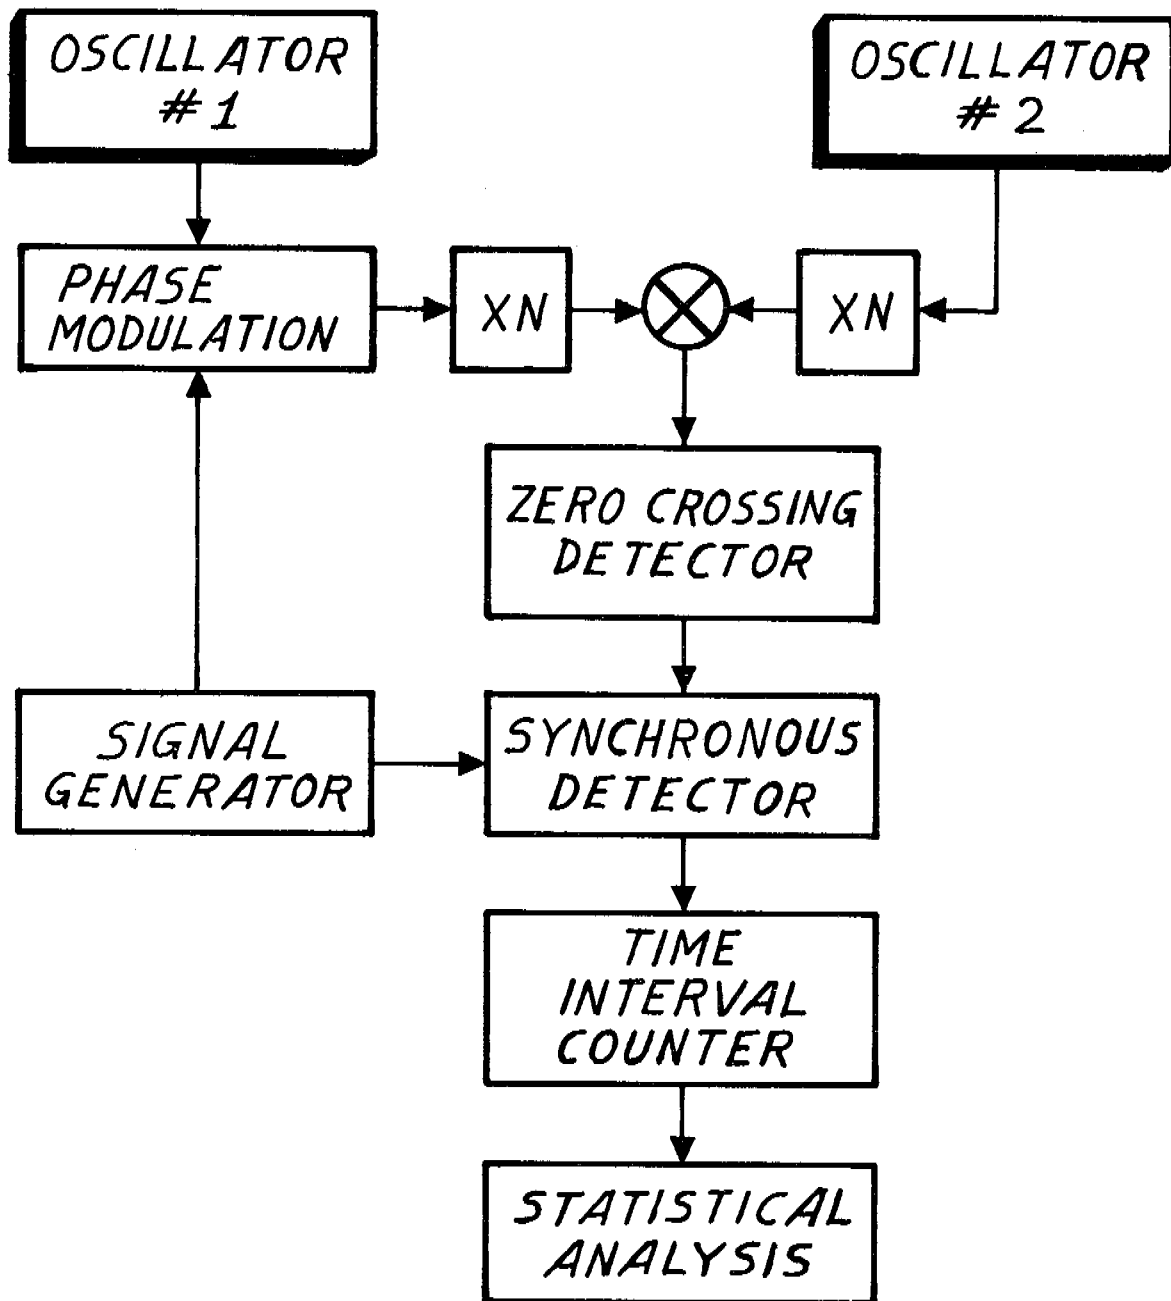 OSCILLATOR
#1
OSCILLATOR
#2
PHASE
MODULATION
XN
XN
ZERO CROSSING
DETECTOR
SIGNAL
GENERATOR
SYNCHRONOUS
DETECTOR
TIME
INTERVAL
COUNTER
STATISTICAL
ANALYSIS